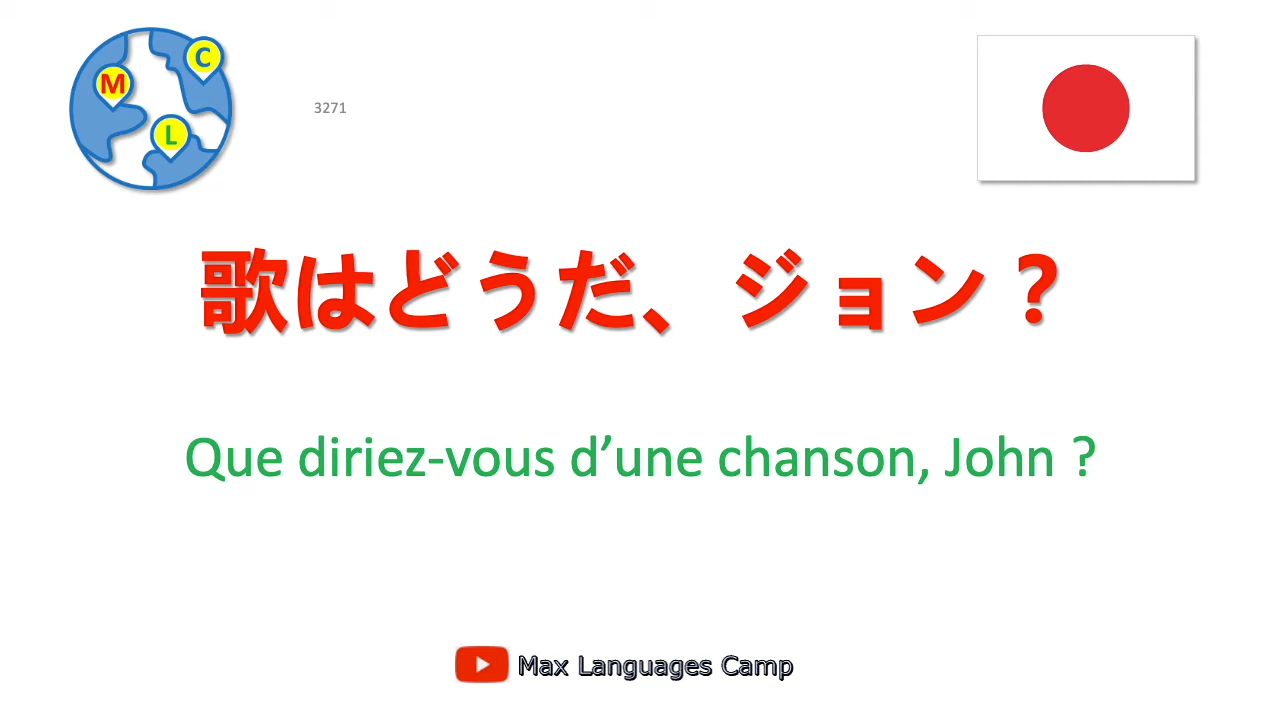 C
M
L
3271
歌はどうだ、ジョン？
Que diriez-vous d’une chanson, John ?
Max Languages Camp